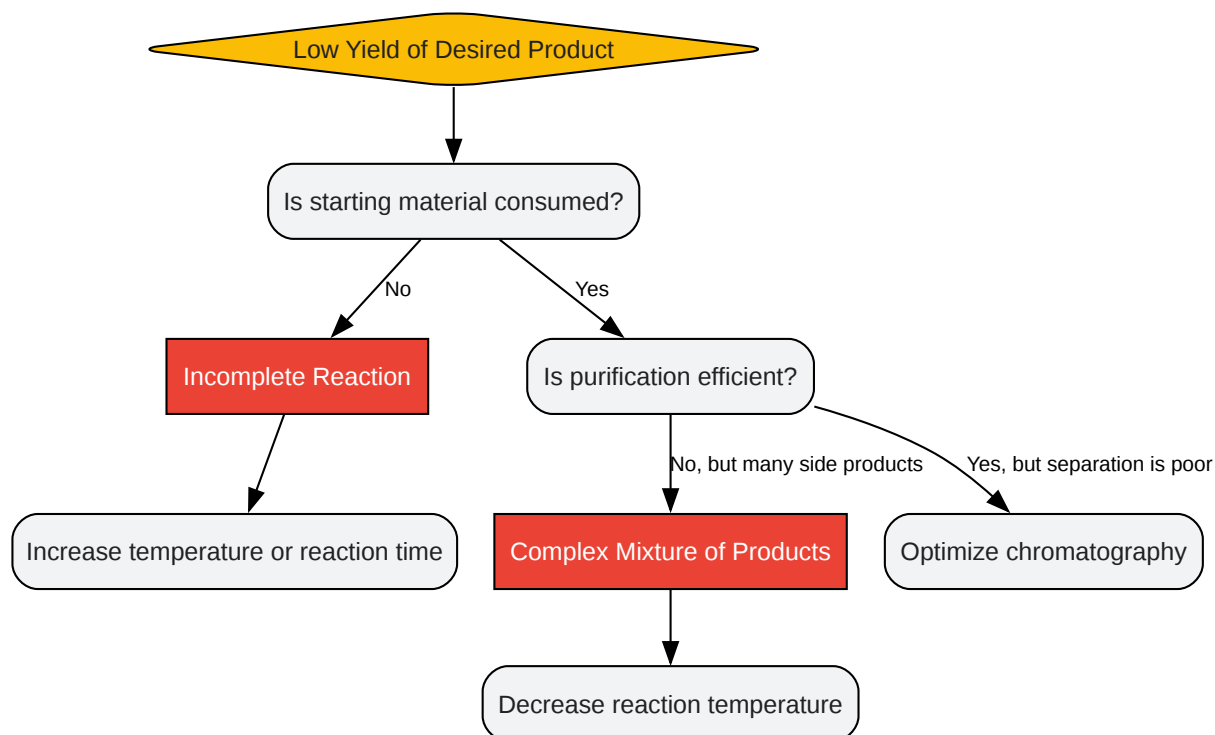 Low Yield of Desired Product
Is starting material consumed?
No
Yes
Incomplete Reaction
Is purification efficient?
No, but many side products
Yes, but separation is poor
Increase temperature or reaction time
Complex Mixture of Products
Optimize chromatography
Decrease reaction temperature